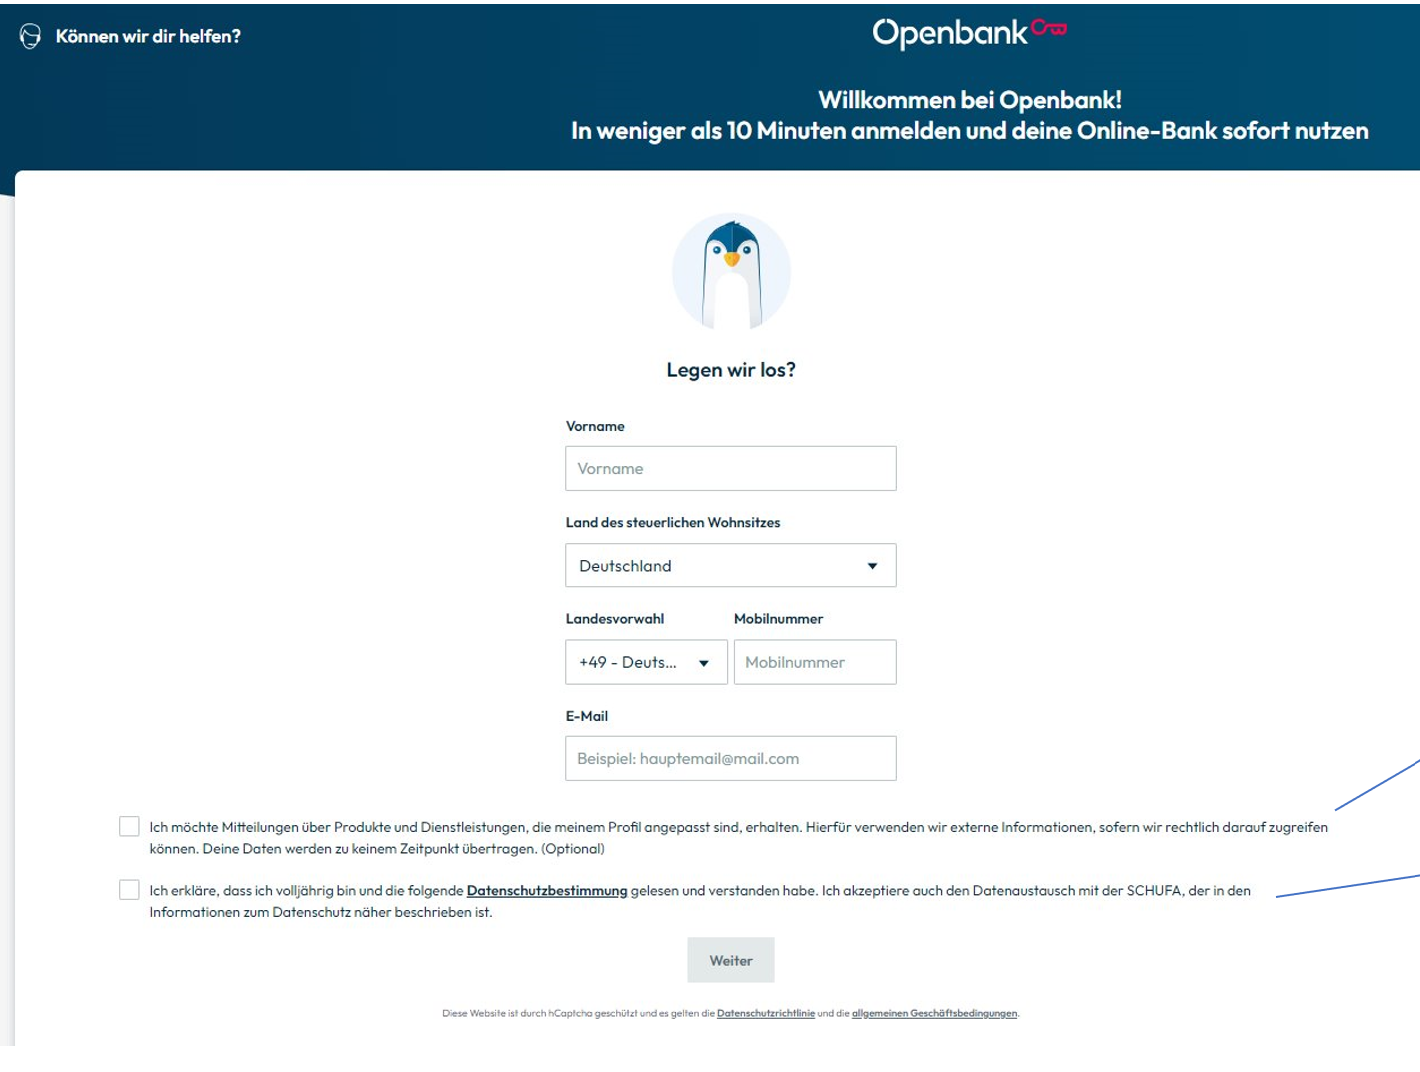 Können wir dir helfen?
Openbank
Willkommen bei Openbank!
In weniger als 10 Minuten anmelden und deine Online-Bank sofort nutzen
Legen wir los?
Vorname
Vorname
Land des steuerlichen Wohnsitzes
Deutschland
Landesvorwahl Mobilnummer
+49 - Deuts... Mobilnummer
E-Mail
Beispiel: hauptemail@mail.com
Ich möchte Mitteilungen über Produkte und Dienstleistungen, die meinem Profil angepasst sind, erhalten. Hierfür verwenden wir externe Informationen, sofern wir rechtlich darauf zugreifen
können. Deine Daten werden zu keinem Zeitpunkt übertragen. (Optional)
Ich erkläre, dass ich volljährig bin und die folgende Datenschutzbestimmung gelesen und verstanden habe. Ich akzeptiere auch den Datenaustausch mit der SCHUFA, der in den
Informationen zum Datenschutz näher beschrieben ist.
Weiter
Diese Website ist durch hCaptcha geschützt und es gelten die Datenschutzrichtlinie und die allgemeinen Geschäftsbedingungen.